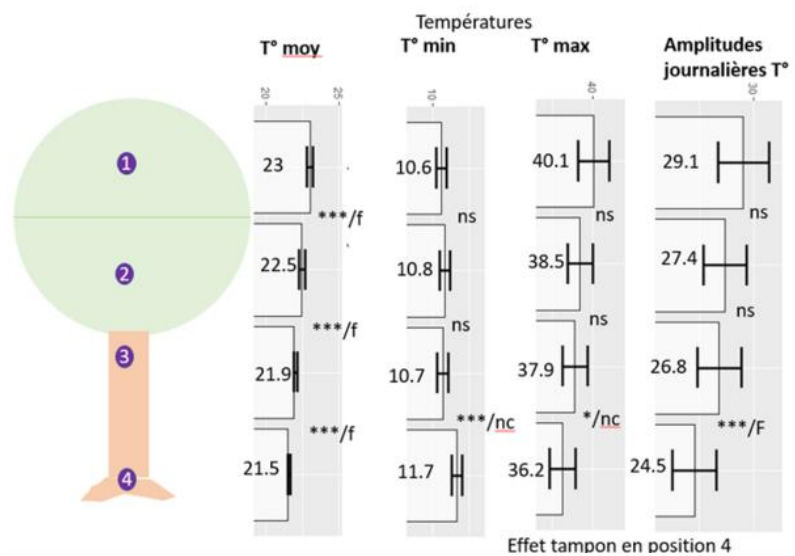 Températures
T° moy
T° min
T° max
Amplitudes
journalières T°
20
25
10
40
30
1
23
10.6
40.1
29.1
***/f
ns
ns
ns
2
22.5
10.8
38.5
27.4
***/f
ns
ns
ns
3
21.9
10.7
37.9
26.8
***/f
***/nc
*/nc
***/F
4
21.5
11.7
36.2
24.5
Effet tampon en position 4